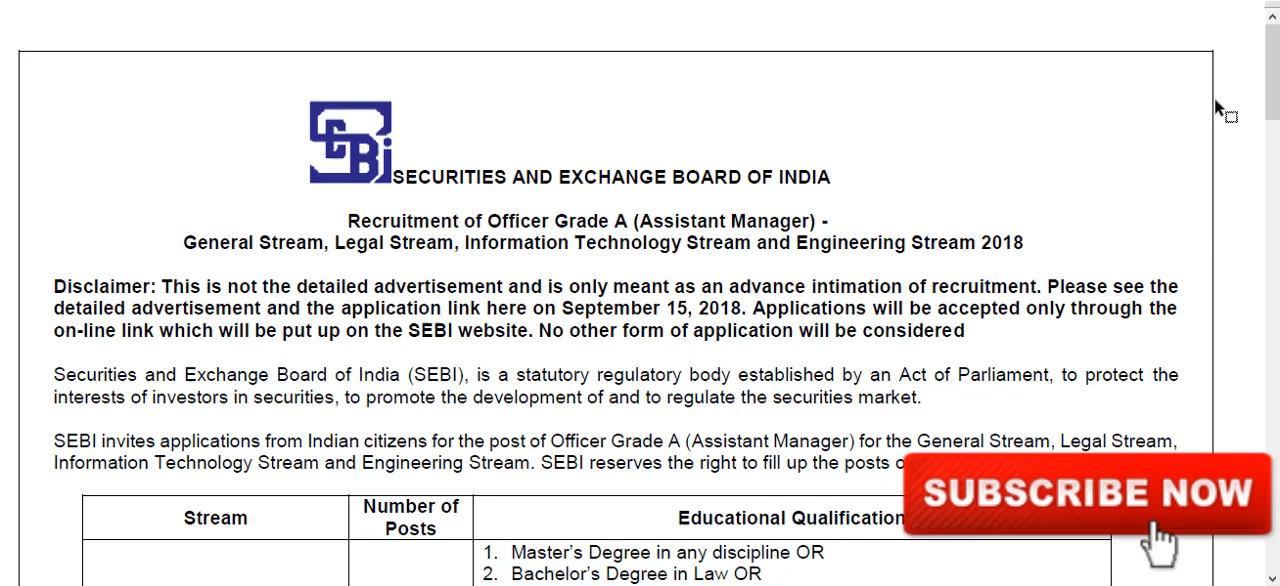 SEBI
SECURITIES AND EXCHANGE BOARD OF INDIA
Recruitment of Officer Grade A (Assistant Manager) -
General Stream, Legal Stream, Information Technology Stream and Engineering Stream 2018
Disclaimer: This is not the detailed advertisement and is only meant as an advance intimation of recruitment. Please see the
detailed advertisement and the application link here on September 15, 2018. Applications will be accepted only through the
on-line link which will be put up on the SEBI website. No other form of application will be considered
Securities and Exchange Board of India (SEBI), is a statutory regulatory body established by an Act of Parliament, to protect the
interests of investors in securities, to promote the development of and to regulate the securities market.
SEBI invites applications from Indian citizens for the post of Officer Grade A (Assistant Manager) for the General Stream, Legal Stream,
Information Technology Stream and Engineering Stream. SEBI reserves the right to fill up the posts
SUBSCRIBE NOW
Stream
Number of
Posts
Educational Qualification
1. Master's Degree in any discipline OR
2. Bachelor's Degree in Law OR